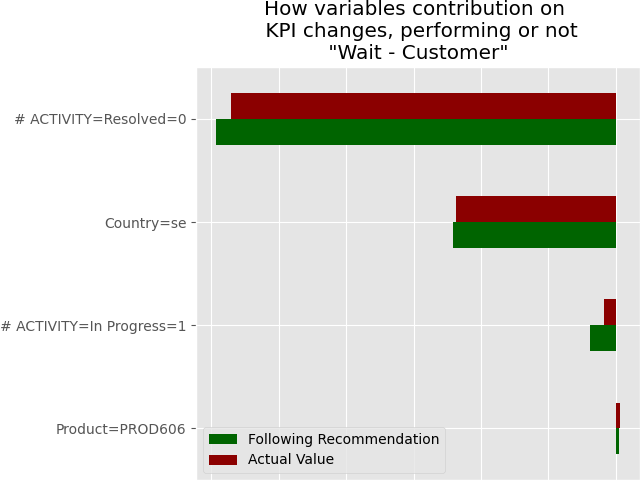 How variables contribution on
KPI changes, performing or not
"Wait - Customer"
# ACTIVITY=Resolved=0
Country=se
# ACTIVITY=In Progress=1
Product=PROD606
Following Recommendation
Actual Value